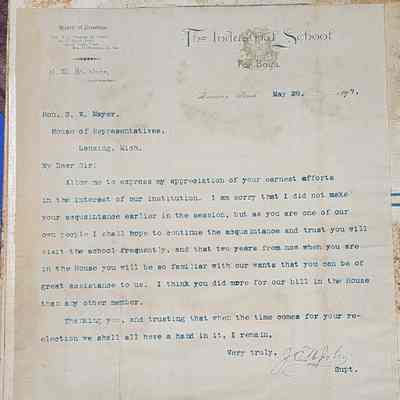 Board of Control
The Industrial School
For Boys
May 28, 1897.
Hon. S. W. Mayer,
House of Representatives,
Lansing, Mich.
My Dear Sir:
Allow me to express my appreciation of your earnest efforts
in the interest of our institution. I am sorry that I did not make
your acquaintance earlier in the session, but as you are one of our
own people I shall hope to continue the acquaintance and trust you will
visit the school frequently, and that two years from now when you are
in the House you will be so familiar with our wants that you can be of
great assistance to us. I think you did more for our bill in the House
than any other member.
Thanking you, and trusting that when the time comes for your re-
election we shall all have a hand in it, I remain,
Very truly,
Supt.